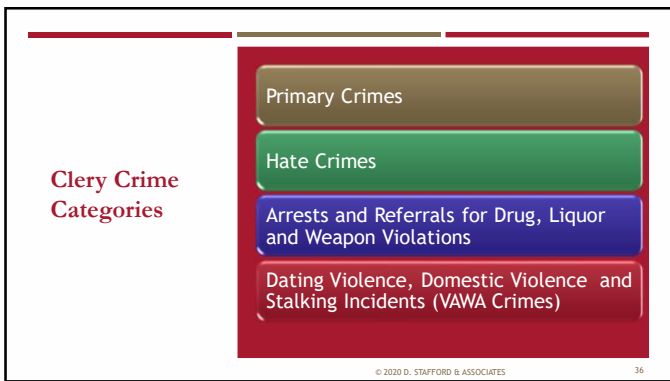 Clery Crime
Categories
Primary Crimes
Hate Crimes
Arrests and Referrals for Drug, Liquor
and Weapon Violations
Dating Violence, Domestic Violence and
Stalking Incidents (VAWA Crimes)
© 2020 D. STAFFORD & ASSOCIATES
36